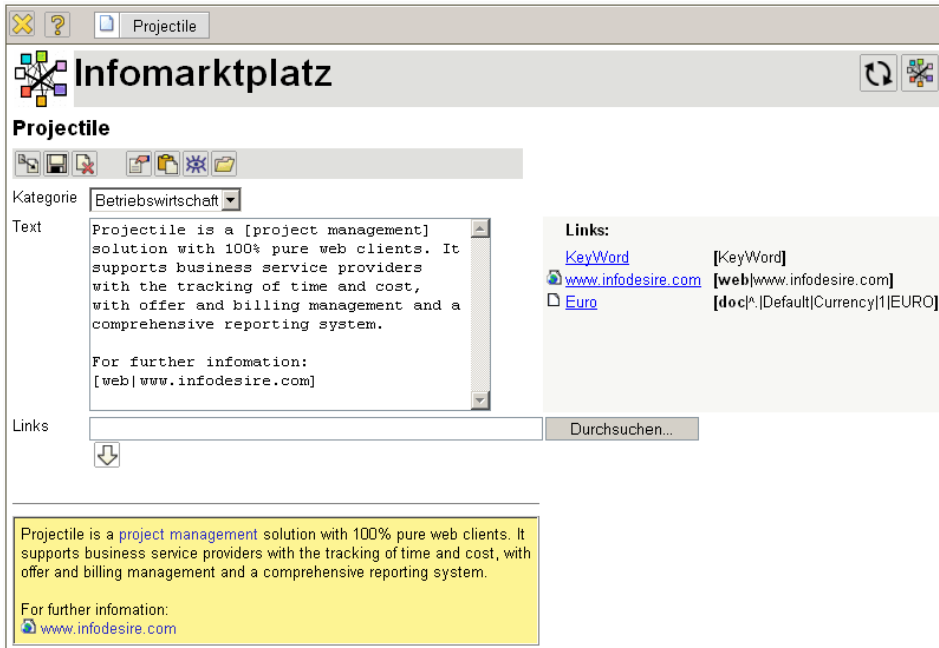 Projectile
Infomarktplatz
Projectile
Kategorie Betriebswirtschaft
Text
Projectile is a [project management]
solution with 100% pure web clients. It
supports business service providers
with the tracking of time and cost,
with offer and billing management and a
comprehensive reporting system.
For further infomation:
[web|www.infodesire.com]
Links:
KeyWord [KeyWord]
www.infodesire.com [web|www.infodesire.com]
Euro [doc|^.|Default|Currency|1|EURO]
Links Durchsuchen...
Projectile is a project management solution with 100% pure web clients. It
supports business service providers with the tracking of time and cost, with
offer and billing management and a comprehensive reporting system.
For further infomation:
www.infodesire.com